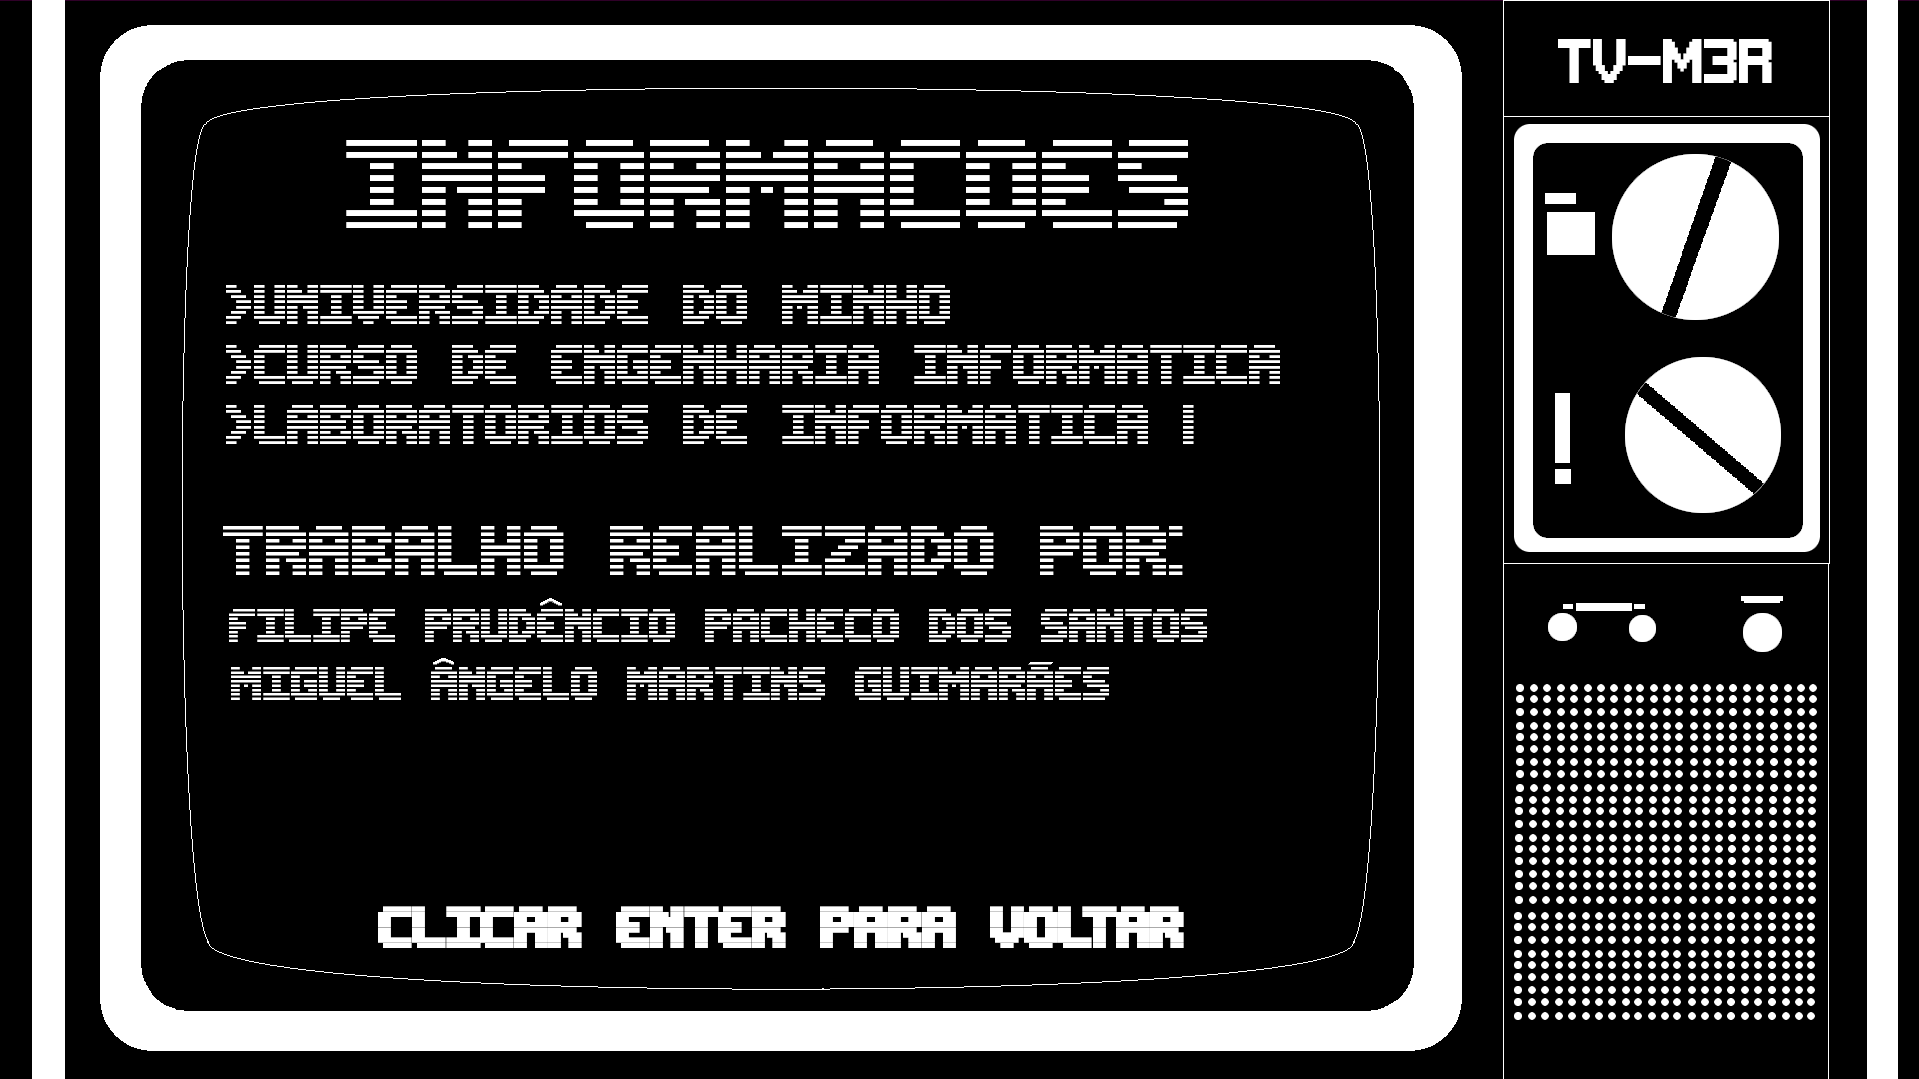 TV-M3A
INFORMACOES
>UNIVERSIDADE DO MINHO
>CURSO DE ENGENHARIA INFORMATICA
>LABORATORIOS DE INFORMATICA I
TRABALHO REALIZADO POR:
FILIPE PRUDÊNCIO PACHECO DOS SANTOS
MIGUEL ÂNGELO MARTINS GUIMARÃES
CLICAR ENTER PARA VOLTAR